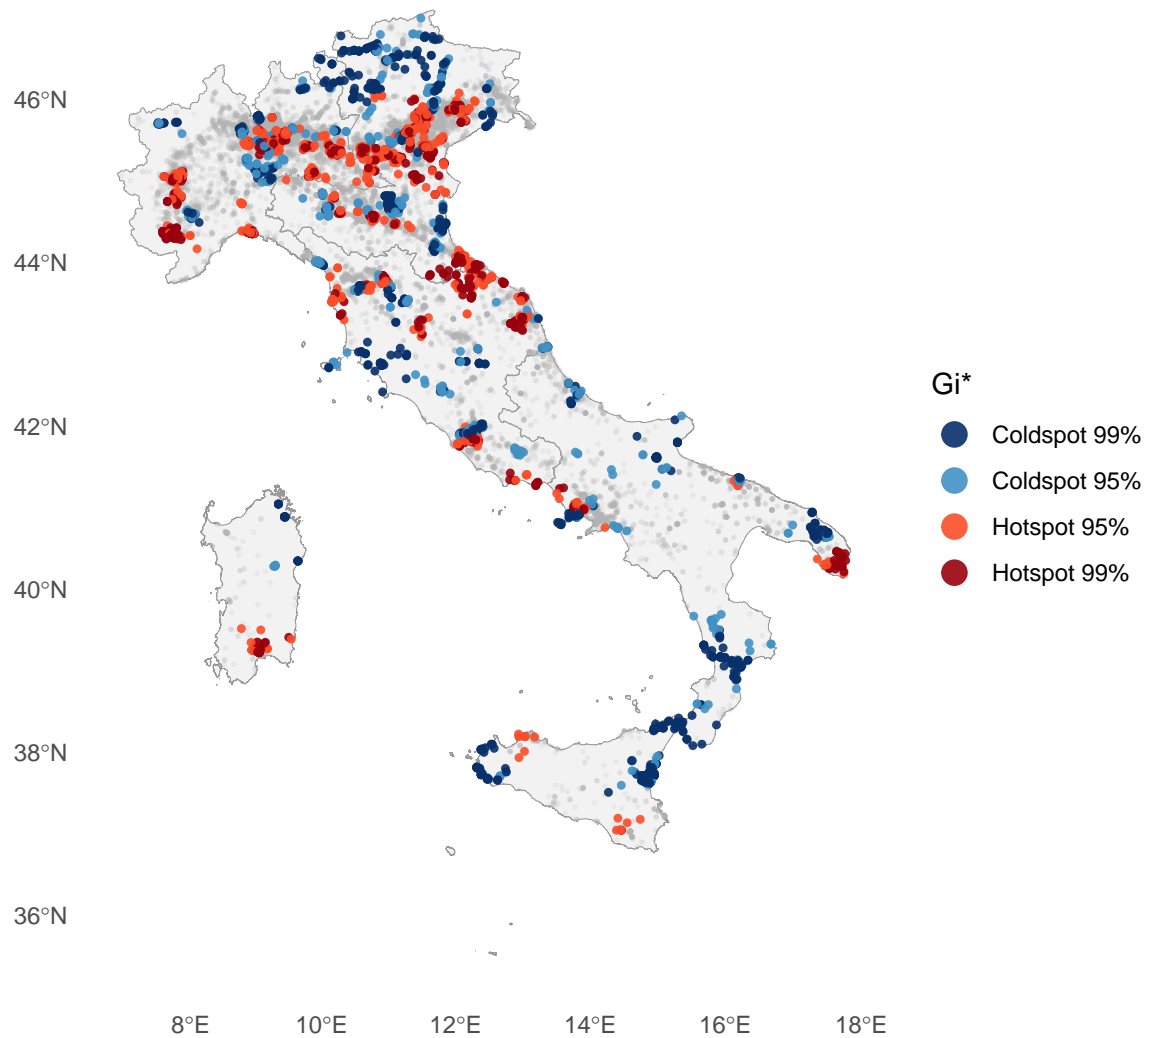 46°N
44°N
42°N
40°N
38°N
36°N
8°E
10°E
12°E
14°E
16°E
18°E
Gi*
Coldspot 99%
Coldspot 95%
Hotspot 95%
Hotspot 99%